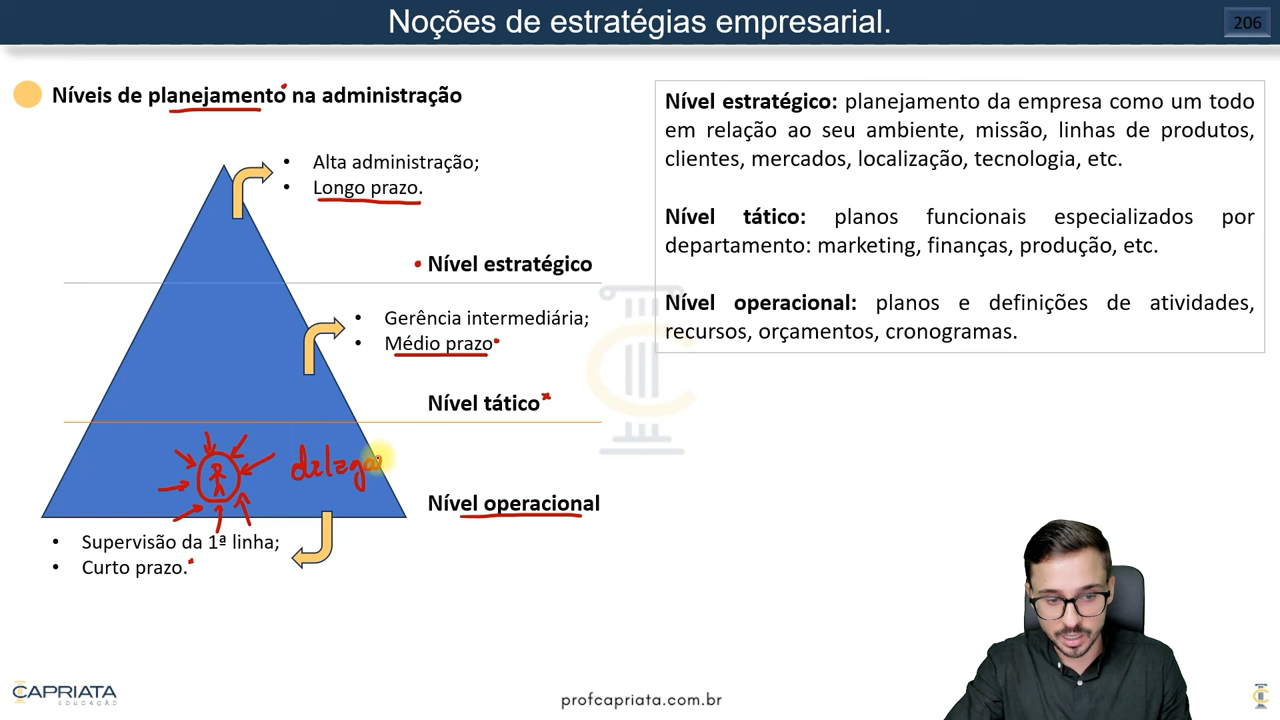 Noções de estratégias empresarial.
206
Níveis de planejamento na administração
• Alta administração;
• Longo prazo.
Nível estratégico
• Gerência intermediária;
• Médio prazo
Nível tático
delegar
Nível operacional
• Supervisão da 1ª linha;
• Curto prazo.
Nível estratégico: planejamento da empresa como um todo
em relação ao seu ambiente, missão, linhas de produtos,
clientes, mercados, localização, tecnologia, etc.
Nível tático: planos funcionais especializados por
departamento: marketing, finanças, produção, etc.
Nível operacional: planos e definições de atividades,
recursos, orçamentos, cronogramas.
CAPRIATA
EDUCAÇÃO
profcapriata.com.br